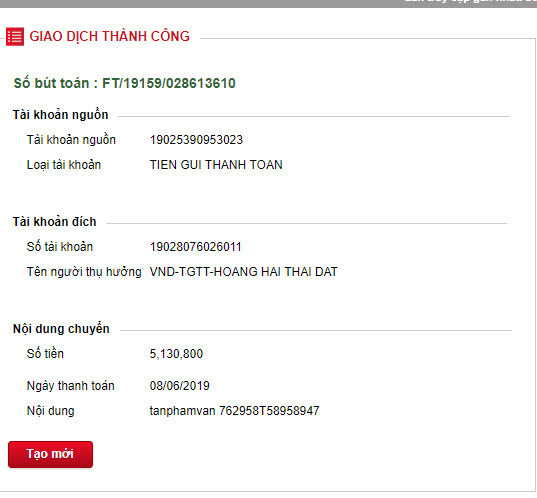 GIAO DỊCH THÀNH CÔNG
Số bút toán : FT/19159/028613610
Tài khoản nguồn
Tài khoản nguồn 19025390953023
Loại tài khoản TIEN GUI THANH TOAN
Tài khoản đích
Số tài khoản 19028076026011
Tên người thụ hưởng VND-TGTT-HOANG HAI THAI DAT
Nội dung chuyển
Số tiền 5,130,800
Ngày thanh toán 08/06/2019
Nội dung tanphamvan 762958T58958947
Tạo mới